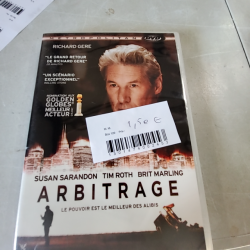 METROPOLITAN
RICHARD GERE
"LE GRAND RETOUR
DE RICHARD GERE"
"UN SCÉNARIO
EXCEPTIONNEL"
GOLDEN
GLOBES
MEILLEUR
ACTEUR
1,50 €
SUSAN SARANDON TIM ROTH BRIT MARLING
ARBITRAGE
LE POUVOIR EST LE MEILLEUR DES ALIBIS